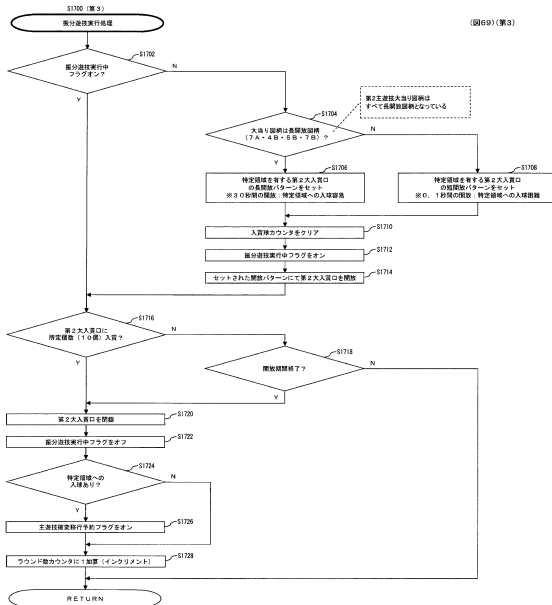 S1700 (第3)
(図69) (第3)
振分遊技実行処理
S1702
振分遊技実行中
フラグオン?
N
Y
第2主遊技大当り図柄は
すべて長開放図柄となっている
S1704
大当り図柄は長開放図柄
(7A・4B・5B・7B)?
N
Y
S1706
特定領域を有する第2大入賞口
の長開放パターンをセット
※30秒間の開放:特定領域への入球容易
S1708
特定領域を有する第2大入賞口
の短開放パターンをセット
※0.1秒間の開放:特定領域への入球困難
S1710
入賞球カウンタをクリア
S1712
振分遊技実行中フラグをオン
S1714
セットされた開放パターンにて第2大入賞口を開放
S1716
第2大入賞口に
所定個数(10個)入賞?
N
Y
S1718
開放期間終了?
N
Y
S1720
第2大入賞口を閉鎖
S1722
振分遊技実行中フラグをオフ
S1724
特定領域への
入球あり?
N
Y
S1726
主遊技確変移行予約フラグをオン
S1728
ラウンド数カウンタに1加算(インクリメント)
RETURN